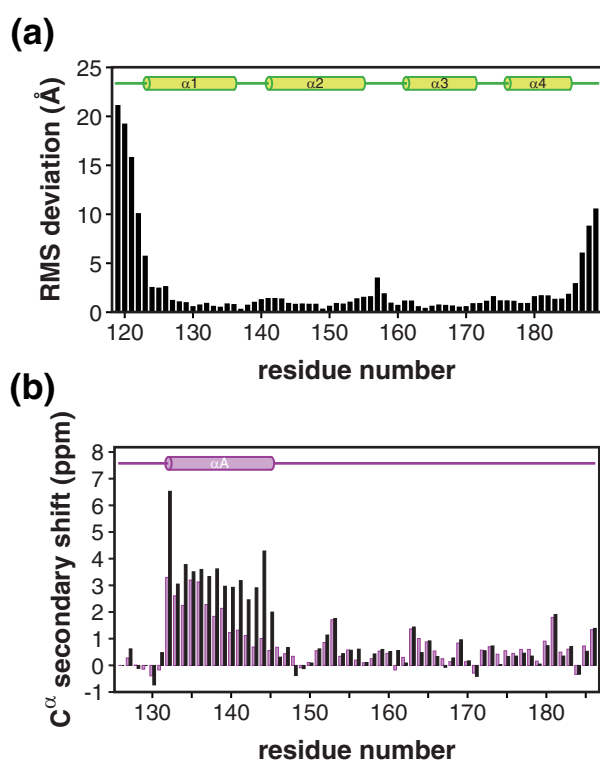 (a)
α1 α2 α3 α4
RMS deviation (Å)
25
20
15
10
5
0
120 130 140 150 160 170 180
residue number
(b)
αA
Cα secondary shift (ppm)
8
7
6
5
4
3
2
1
0
-1
130 140 150 160 170 180
residue number